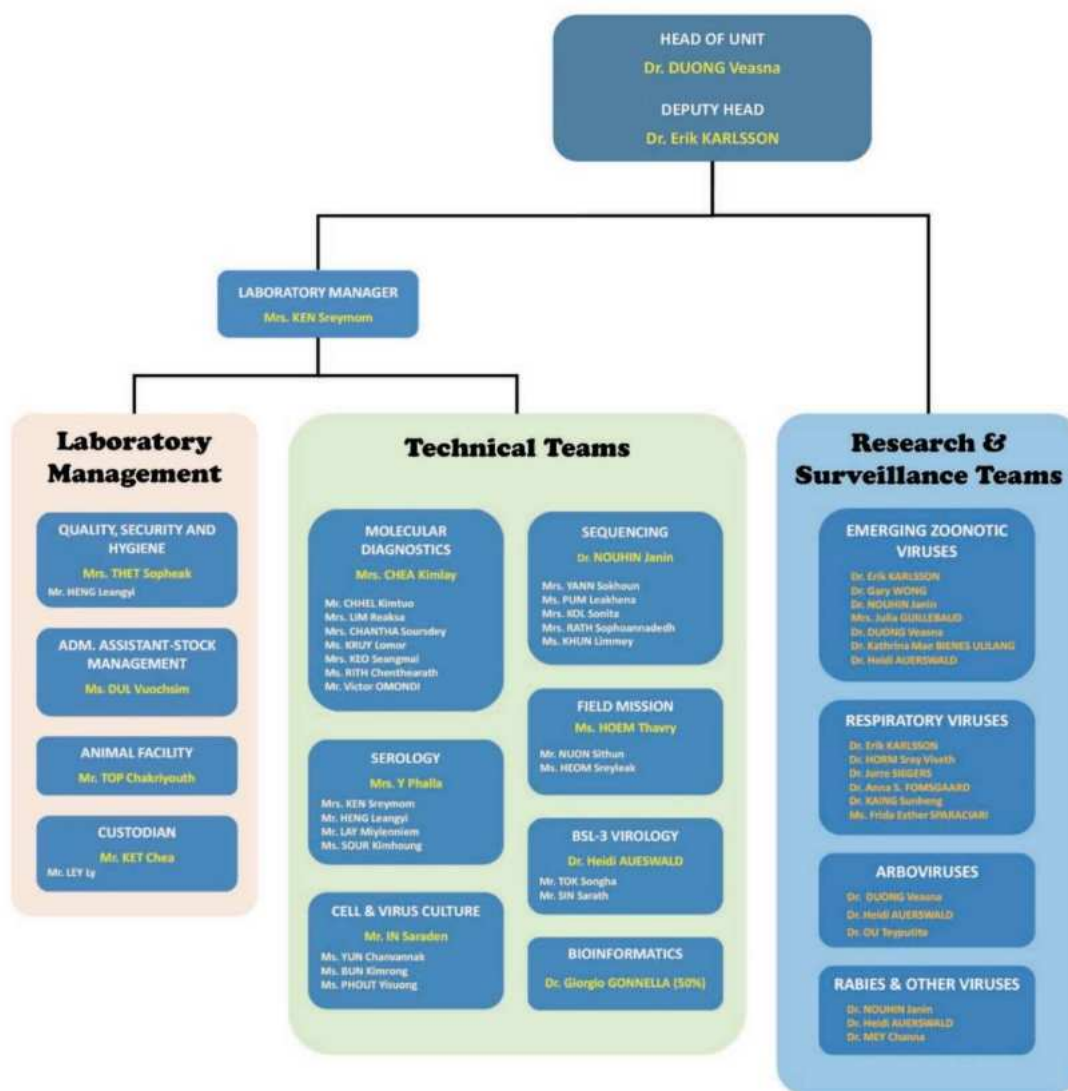 HEAD OF UNIT
Dr. DUONG Veasna
DEPUTY HEAD
Dr. Erik KARLSSON
LABORATORY MANAGER
Mrs. KEN Sreymom
Laboratory
Management
QUALITY, SECURITY AND
HYGIENE
Mrs. THET Sopheak
Mr. HENG Leangyi
ADM. ASSISTANT-STOCK
MANAGEMENT
Ms. DUL Vuochsim
ANIMAL FACILITY
Mr. TOP Chakriyouth
CUSTODIAN
Mr. KET Chea
Mr. LEY Ly
Technical Teams
MOLECULAR
DIAGNOSTICS
Mrs. CHEA Kimlay
Mr. CHHEL Kimtuo
Mrs. LIM Reaksa
Mrs. CHANTHA Soursdey
Ms. KRUY Lomor
Mrs. KEO Seangmai
Ms. RITH Chenthearath
Mr. Victor OMONDI
SEROLOGY
Mrs. Y Phalla
Mrs. KEN Sreymom
Mr. HENG Leangyi
Mr. LAY Miylenniem
Ms. SOUR Kimhoung
CELL & VIRUS CULTURE
Mr. IN Saraden
Ms. YUN Chanvannak
Ms. BUN Kimrong
Ms. PHOUT Yisuong
SEQUENCING
Dr. NOUHIN Janin
Mrs. YANN Sokhoun
Ms. PUM Leakhena
Mrs. KOL Sonita
Mrs. RATH Sophoannadedh
Ms. KHUN Limmey
FIELD MISSION
Ms. HOEM Thavry
Mr. NUON Sithun
Ms. HEOM Sreyleak
BSL-3 VIROLOGY
Dr. Heidi AUESWALD
Mr. TOK Songha
Mr. SIN Sarath
BIOINFORMATICS
Dr. Giorgio GONNELLA (50%)
Research &
Surveillance Teams
EMERGING ZOONOTIC
VIRUSES
Dr. Erik KARLSSON
Dr. Gary WONG
Dr. NOUHIN Janin
Mrs. Julia GUILLEBAUD
Dr. DUONG Veasna
Dr. Kathrina Mae BIENES ULILANG
Dr. Heidi AUERSWALD
RESPIRATORY VIRUSES
Dr. Erik KARLSSON
Dr. HORM Srey Viseth
Dr. Jurre SIEGERS
Dr. Anna S. FOMSGAARD
Dr. KAING Sunheng
Ms. Frida Esther SPARACIARI
ARBOVIRUSES
Dr. DUONG Veasna
Dr. Heidi AUERSWALD
Dr. OU Teyputita
RABIES & OTHER VIRUSES
Dr. NOUHIN Janin
Dr. Heidi AUERSWALD
Dr. MEY Channa